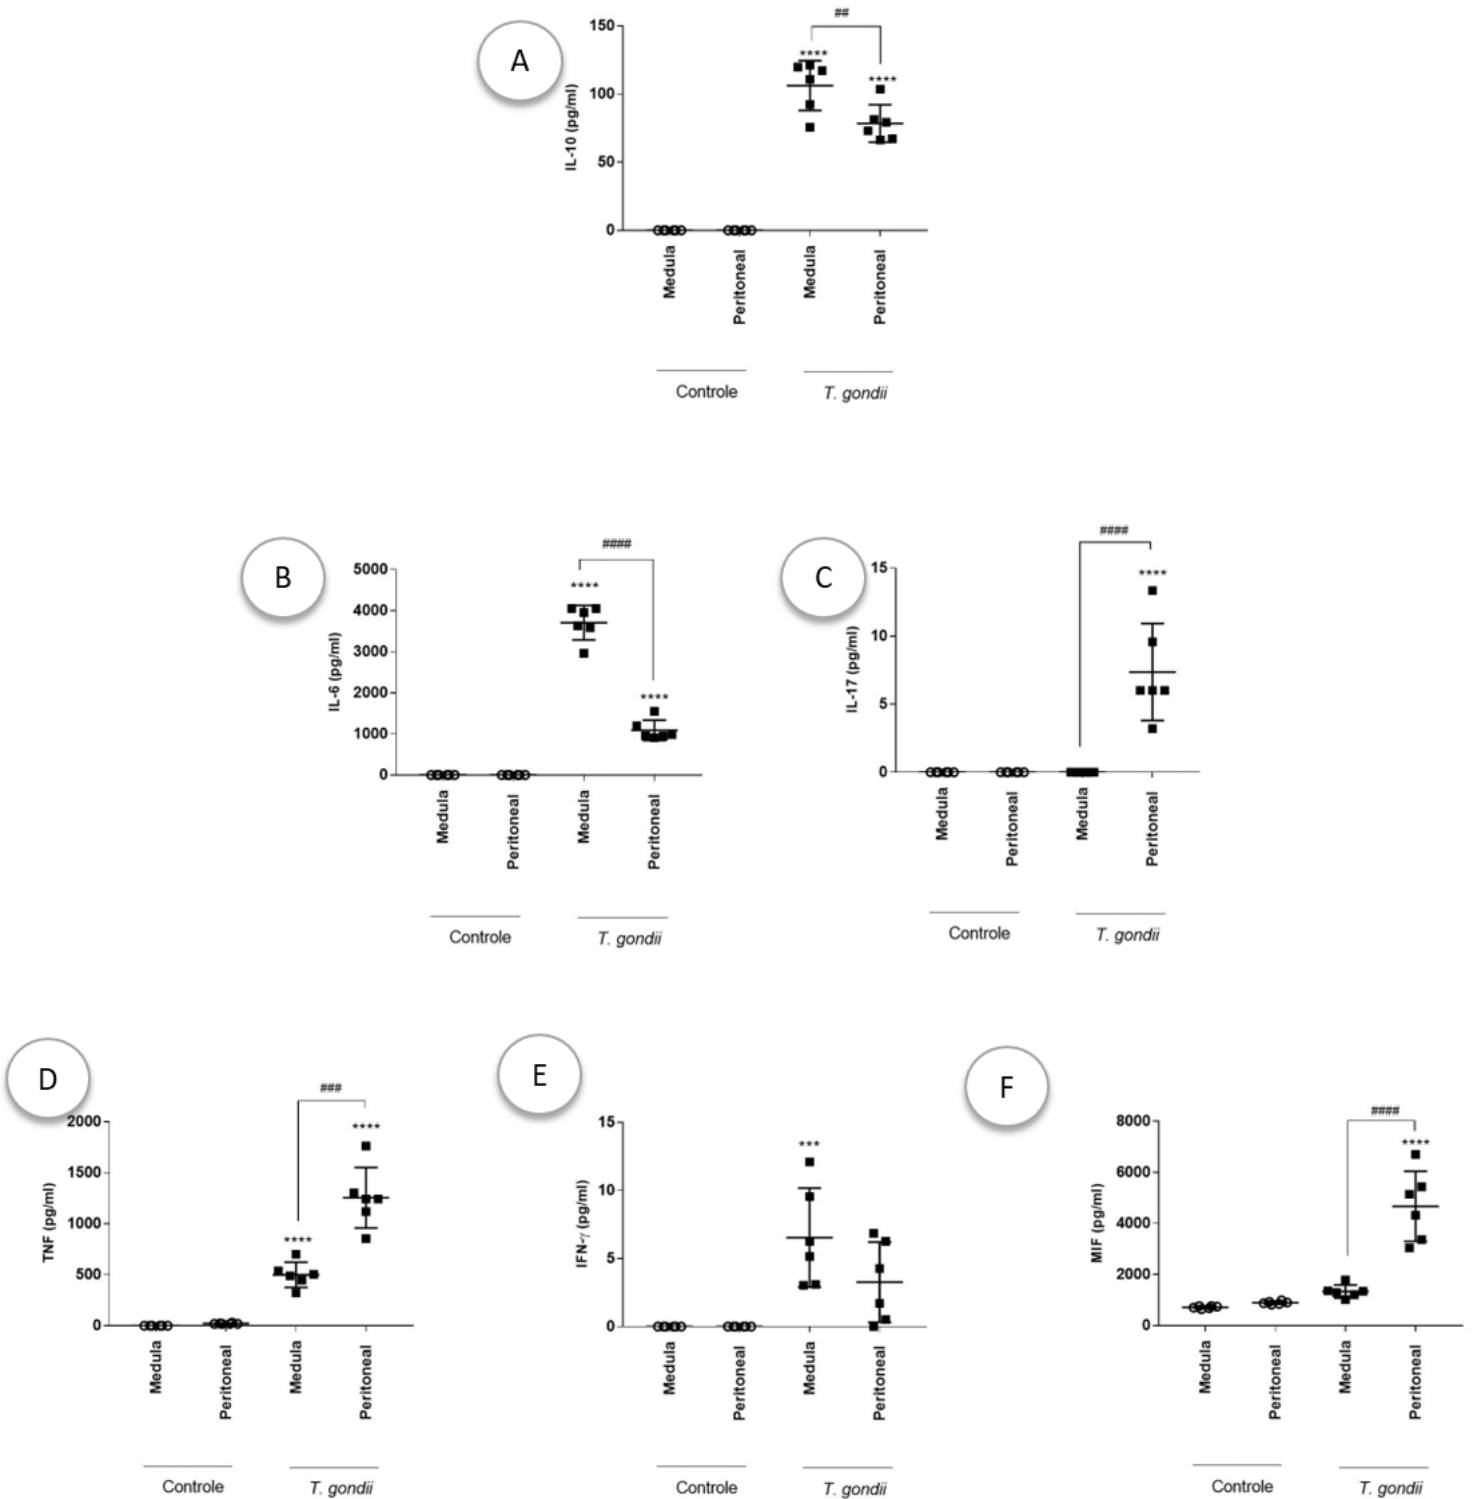 A
##
150
****
****
100
IL-10 (pg/ml)
50
0
Medula
Peritoneal
Medula
Peritoneal
Controle
T. gondii
B
####
5000
****
4000
3000
IL-6 (pg/ml)
2000
****
1000
0
Medula
Peritoneal
Medula
Peritoneal
Controle
T. gondii
C
####
15
****
10
IL-17 (pg/ml)
5
0
Medula
Peritoneal
Medula
Peritoneal
Controle
T. gondii
D
###
2000
****
1500
TNF (pg/ml)
1000
****
500
0
Medula
Peritoneal
Medula
Peritoneal
Controle
T. gondii
E
15
***
10
IFN-γ (pg/ml)
5
0
Medula
Peritoneal
Medula
Peritoneal
Controle
T. gondii
F
####
8000
****
6000
MIF (pg/ml)
4000
2000
0
Medula
Peritoneal
Medula
Peritoneal
Controle
T. gondii